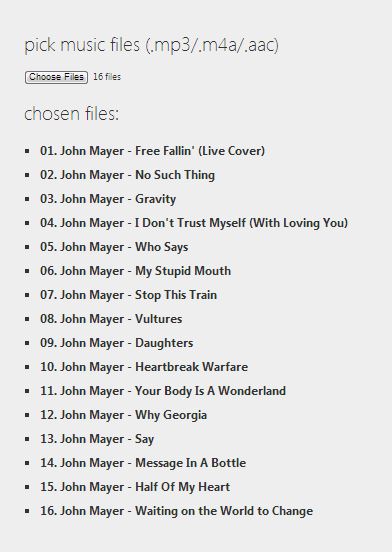 pick music files (.mp3/.m4a/.aac)
Choose Files 16 files
chosen files:
01. John Mayer - Free Fallin' (Live Cover)
02. John Mayer - No Such Thing
03. John Mayer - Gravity
04. John Mayer - I Don't Trust Myself (With Loving You)
05. John Mayer - Who Says
06. John Mayer - My Stupid Mouth
07. John Mayer - Stop This Train
08. John Mayer - Vultures
09. John Mayer - Daughters
10. John Mayer - Heartbreak Warfare
11. John Mayer - Your Body Is A Wonderland
12. John Mayer - Why Georgia
13. John Mayer - Say
14. John Mayer - Message In A Bottle
15. John Mayer - Half Of My Heart
16. John Mayer - Waiting on the World to Change